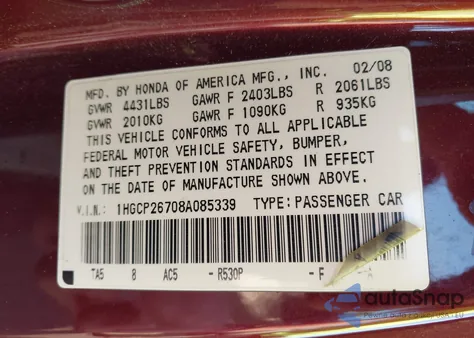 MFD. BY HONDA OF AMERICA MFG., INC. 02/08
GVWR 4431LBS GAWR F 2403LBS R 2061LBS
GVWR 2010KG GAWR F 1090KG R 935KG
THIS VEHICLE CONFORMS TO ALL APPLICABLE
FEDERAL MOTOR VEHICLE SAFETY, BUMPER,
AND THEFT PREVENTION STANDARDS IN EFFECT
ON THE DATE OF MANUFACTURE SHOWN ABOVE.
V.I.N.: 1HGCP26708A085339 TYPE: PASSENGER CAR
TA5 8 AC5 -R530P -F -A
autoSnap